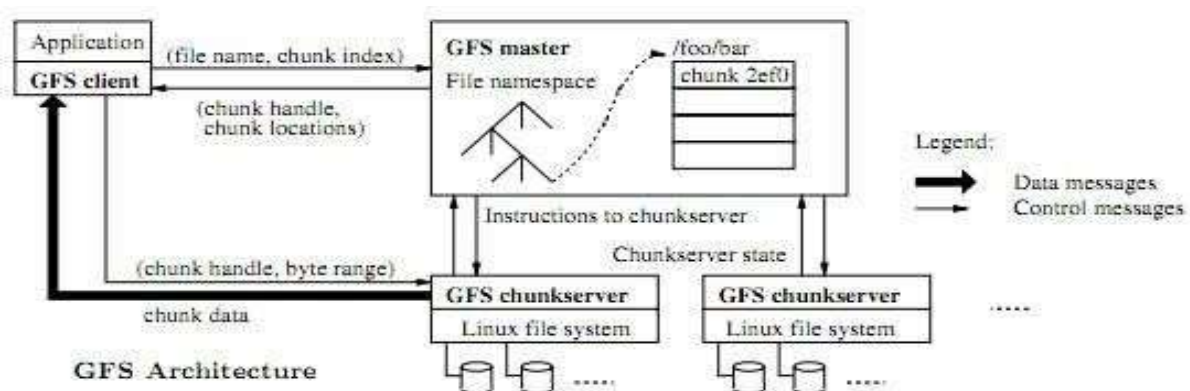 Application
GFS client
(file name, chunk index)
(chunk handle,
chunk locations)
GFS master
File namespace
/foo/bar
chunk 2ef0
Legend:
Data messages
Control messages
Instructions to chunkserver
Chunkserver state
(chunk handle, byte range)
chunk data
GFS chunkserver
Linux file system
GFS chunkserver
Linux file system
GFS Architecture